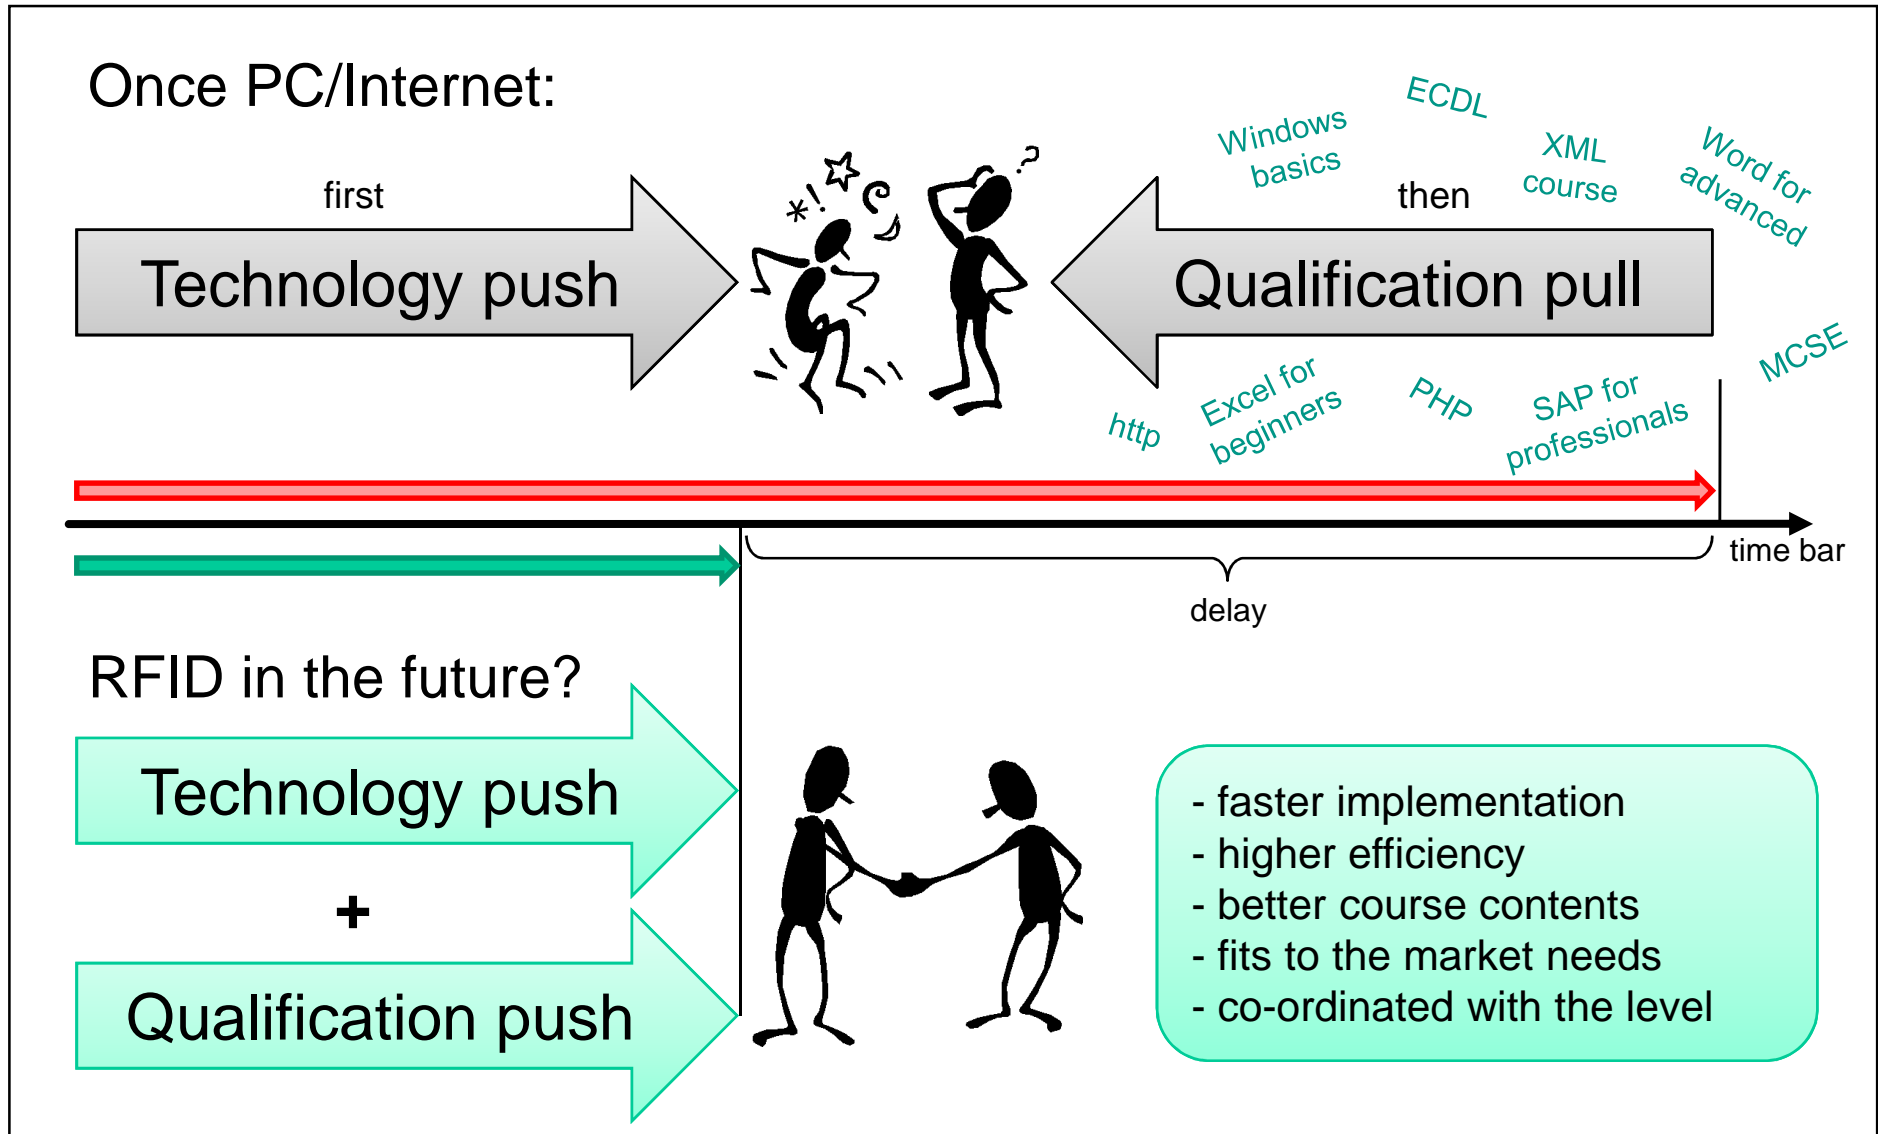 Once PC/Internet:
first
Technology push
*!
?
Windows
basics
ECDL
then
XML
course
Word for
advanced
Qualification pull
http
Excel for
beginners
PHP
SAP for
professionals
MCSE
time bar
delay
RFID in the future?
Technology push
+
Qualification push
- faster implementation
- higher efficiency
- better course contents
- fits to the market needs
- co-ordinated with the level